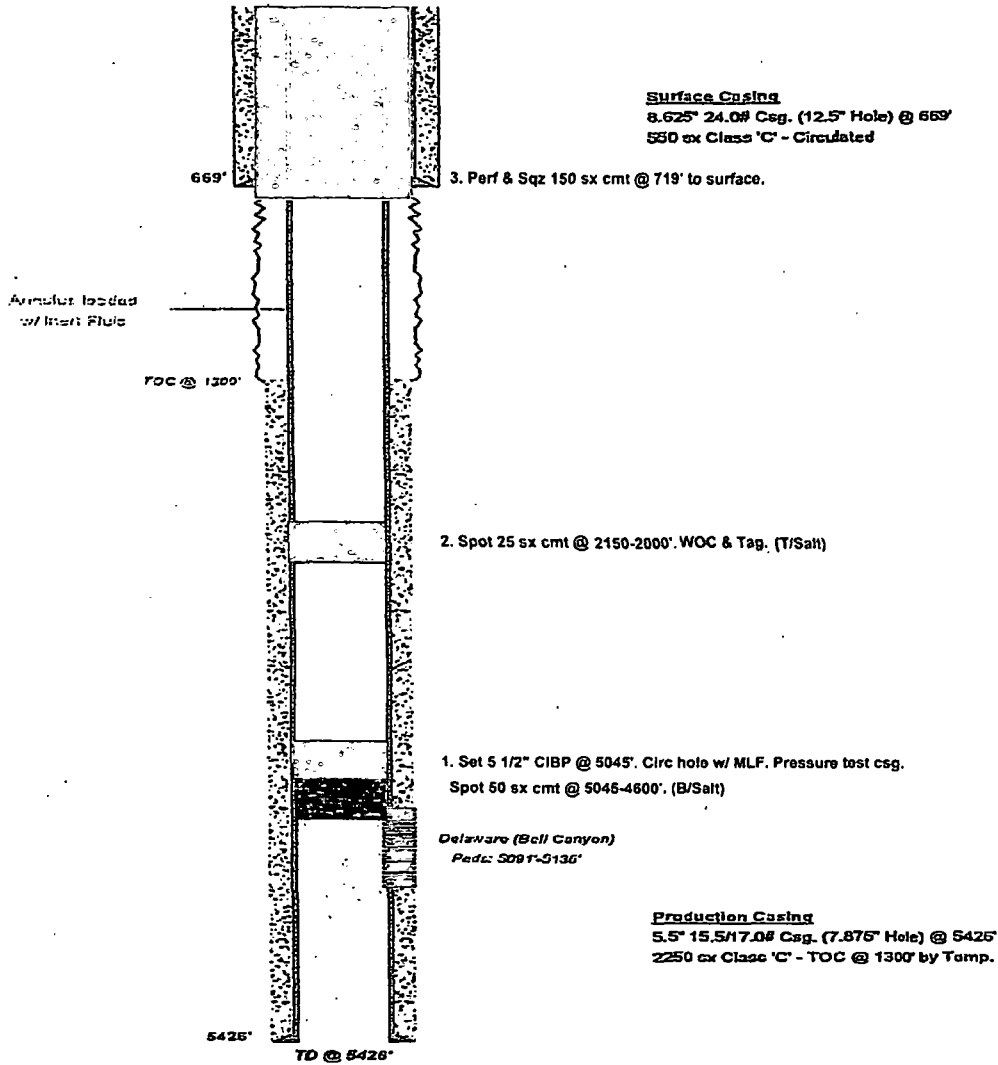 Surface Casing
8.625" 24.0# Csg. (12.5" Hole) @ 669'
550 sx Class 'C' - Circulated
669'
3. Perf & Sqz 150 sx cmt @ 719' to surface.
Annulus loaded
w/ Inert Fluid
TOC @ 1300'
2. Spot 25 sx cmt @ 2150-2000'. WOC & Tag. (T/Salt)
1. Set 5 1/2" CIBP @ 5045'. Circ hole w/ MLF. Pressure test csg.
Spot 50 sx cmt @ 5045-4600'. (B/Salt)
Delaware (Bell Canyon)
Perfs: 5091'-5136'
Production Casing
5.5" 15.5/17.0# Csg. (7.875" Hole) @ 5426'
2250 sx Class 'C' - TOC @ 1300' by Temp.
5426'
TD @ 5426'